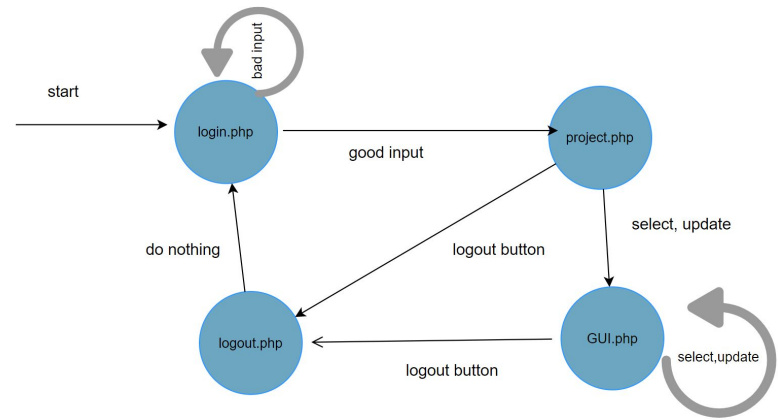 bad input
start
login.php
project.php
good input
select, update
do nothing
logout button
logout.php
GUI.php
select,update
logout button